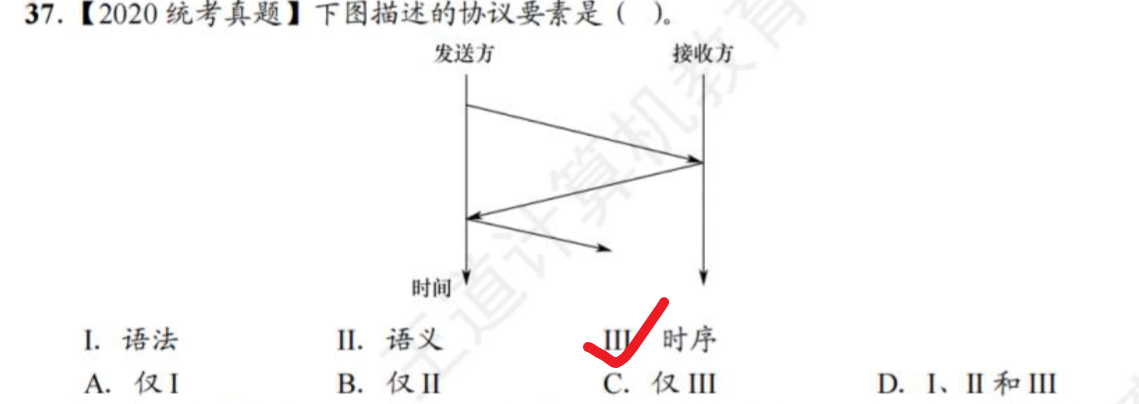 37.【2020 统考真题】下图描述的协议要素是（ ）。
发送方 接收方
时间
I. 语法 II. 语义 III 时序
A. 仅 I B. 仅 II C. 仅 III D. I、II 和 III
王道计算机教育